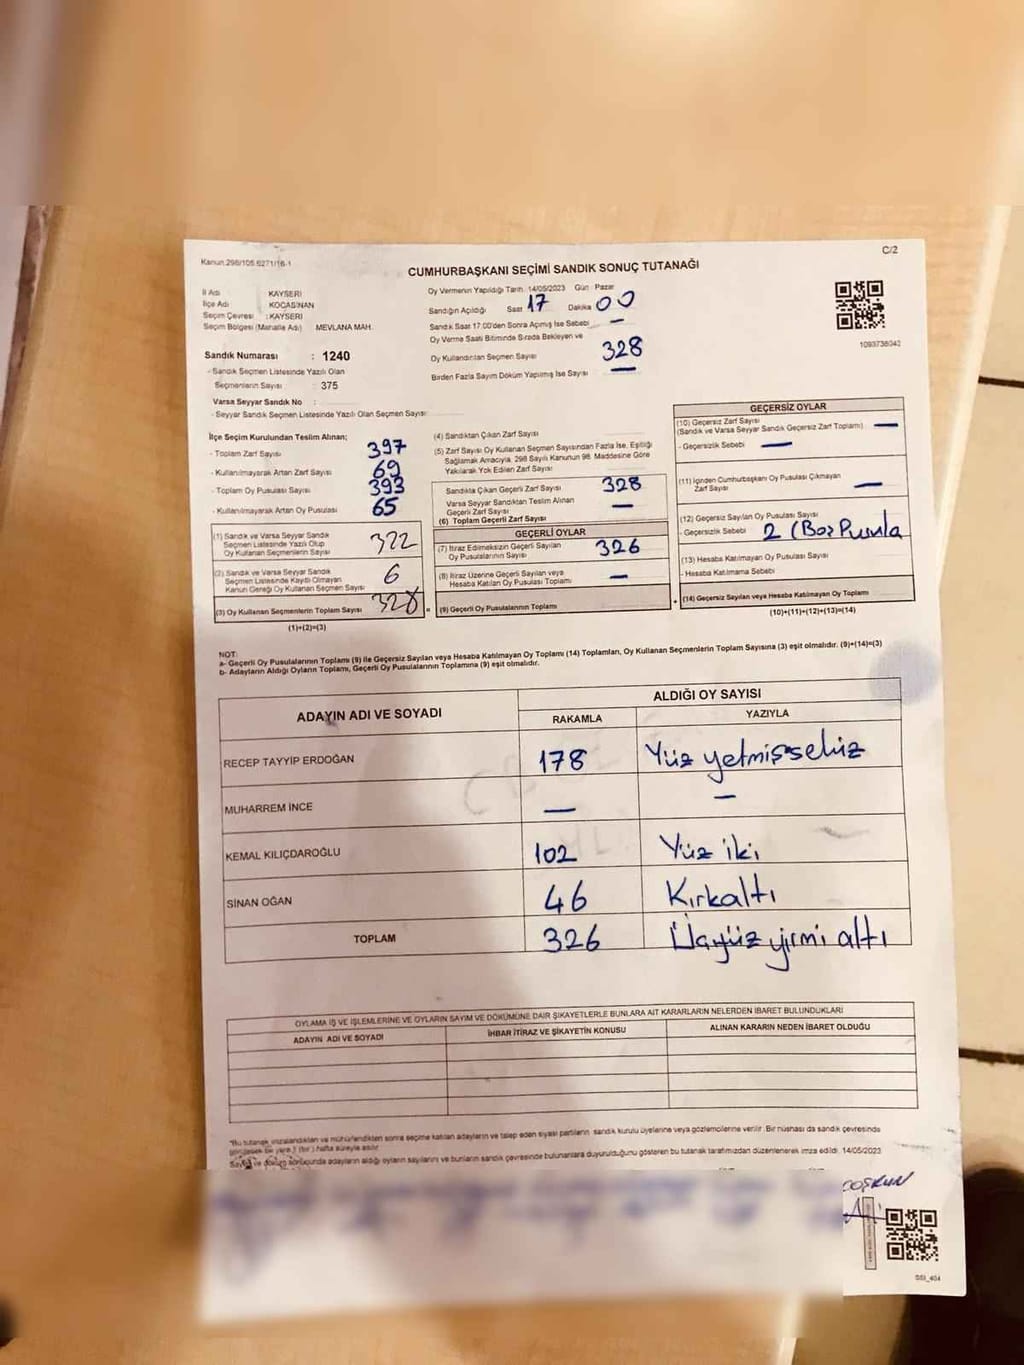 Kanun:298/105.6271/16-1
C/2
CUMHURBAŞKANI SEÇİMİ SANDIK SONUÇ TUTANAĞI
İl Adı KAYSERİ
İlçe Adı KOCASİNAN
Seçim Çevresi : KAYSERİ
Seçim Bölgesi (Mahalle Adı) MEVLANA MAH.
Sandık Numarası : 1240
- Sandık Seçmen Listesinde Yazılı Olan
Seçmenlerin Sayısı : 375
Varsa Seyyar Sandık No :
- Seyyar Sandık Seçmen Listesinde Yazılı Olan Seçmen Sayısı:
Oy Vermenin Yapıldığı Tarih 14/05/2023 Gün Pazar
Sandığın Açıldığı Saat 17 Dakika 00
Sandık Saat 17.00'den Sonra Açılmış İse Sebebi —
Oy Verme Saati Bitiminde Sırada Bekleyen ve
Oy Kullandırılan Seçmen Sayısı 328
Birden Fazla Sayım Döküm Yapılmış İse Sayısı —
1093736043
İlçe Seçim Kurulundan Teslim Alınan;
- Toplam Zarf Sayısı 397
- Kullanılmayarak Artan Zarf Sayısı 69
- Toplam Oy Pusulası Sayısı 393
- Kullanılmayarak Artan Oy Pusulası 65
(1) Sandık ve Varsa Seyyar Sandık
Seçmen Listesinde Yazılı Olup
Oy Kullanan Seçmenlerin Sayısı 322
(2) Sandık ve Varsa Seyyar Sandık
Seçmen Listesinde Kaydı Olmayan
Kanun Gereği Oy Kullanan Seçmen Sayısı 6
(3) Oy Kullanan Seçmenlerin Toplam Sayısı 328
(1)+(2)=(3)
(4) Sandıktan Çıkan Zarf Sayısı
(5) Zarf Sayısı Oy Kullanan Seçmen Sayısından Fazla İse, Eşitliği
Sağlamak Amacıyla, 298 Sayılı Kanunun 98. Maddesine Göre
Yakılarak Yok Edilen Zarf Sayısı
Sandıkta Çıkan Geçerli Zarf Sayısı 328
Varsa Seyyar Sandıktan Teslim Alınan
Geçerli Zarf Sayısı —
(6) Toplam Geçerli Zarf Sayısı
GEÇERLİ OYLAR
(7) İtiraz Edilmeksizin Geçerli Sayılan
Oy Pusulalarının Sayısı 326
(8) İtiraz Üzerine Geçerli Sayılan veya
Hesaba Katılan Oy Pusulası Toplamı —
= (9) Geçerli Oy Pusulalarının Toplamı
GEÇERSİZ OYLAR
(10) Geçersiz Zarf Sayısı
(Sandık ve Varsa Seyyar Sandık Geçersiz Zarf Toplamı) —
- Geçersizlik Sebebi —
(11) İçinden Cumhurbaşkanı Oy Pusulası Çıkmayan
Zarf Sayısı —
(12) Geçersiz Sayılan Oy Pusulası Sayısı
- Geçersizlik Sebebi 2 (Boş Pusula
(13) Hesaba Katılmayan Oy Pusulası Sayısı
- Hesaba Katılmama Sebebi
+ (14) Geçersiz Sayılan veya Hesaba Katılmayan Oy Toplamı
(10)+(11)+(12)+(13)=(14)
NOT:
a- Geçerli Oy Pusulalarının Toplamı (9) ile Geçersiz Sayılan veya Hesaba Katılmayan Oy Toplamı (14) Toplamları, Oy Kullanan Seçmenlerin Toplam Sayısına (3) eşit olmalıdır. (9)+(14)=(3)
b- Adayların Aldığı Oyların Toplamı, Geçerli Oy Pusulalarının Toplamına (9) eşit olmalıdır.
ADAYIN ADI VE SOYADI
ALDIĞI OY SAYISI
RAKAMLA YAZIYLA
RECEP TAYYİP ERDOĞAN 178 Yüz yetmişsekiz
MUHARREM İNCE — —
KEMAL KILIÇDAROĞLU 102 Yüz iki
SİNAN OĞAN 46 Kırkaltı
TOPLAM 326 Üçyüz yirmi altı
OYLAMA İŞ VE İŞLEMLERİNE VE OYLARIN SAYIM VE DÖKÜMÜNE DAİR ŞİKAYETLERLE BUNLARA AİT KARARLARIN NELERDEN İBARET BULUNDUKLARI
ADAYIN ADI VE SOYADI İHBAR İTİRAZ VE ŞİKAYETİN KONUSU ALINAN KARARIN NEDEN İBARET OLDUĞU
"Bu tutanak imzalandıktan ve mühürlendikten sonra seçime katılan adayların ve talep eden siyasi partilerin sandık kurulu üyelerine veya gözlemcilerine verilir. Bir nüshası da sandık çevresinde
görülecek bir yere 1 (bir) hafta süreyle asılır.
Sayım ve döküm sonucunda adayların aldığı oyların sayılarını ve bunların sandık çevresinde bulunanlara duyurulduğunu gösteren bu tutanak tarafımızdan düzenlenerek imza edildi. 14/05/2023
COŞKUN
SSI_404